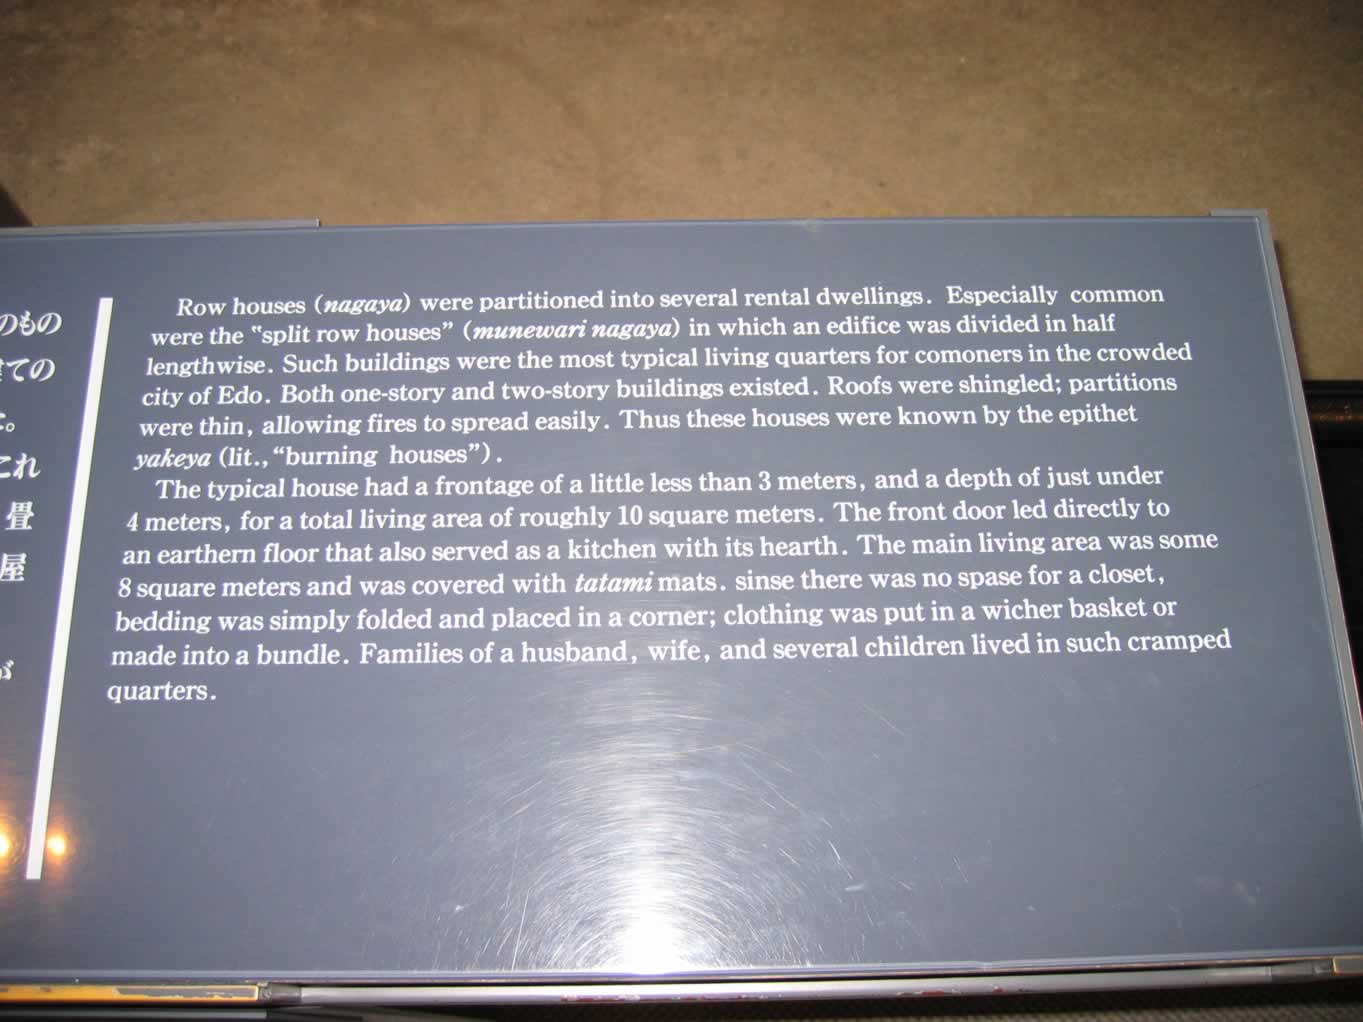 のもの
ての
。
これ
畳
屋
が
Row houses (nagaya) were partitioned into several rental dwellings. Especially common
were the "split row houses" (munewari nagaya) in which an edifice was divided in half
lengthwise. Such buildings were the most typical living quarters for comoners in the crowded
city of Edo. Both one-story and two-story buildings existed. Roofs were shingled; partitions
were thin, allowing fires to spread easily. Thus these houses were known by the epithet
yakeya (lit., "burning houses").
The typical house had a frontage of a little less than 3 meters, and a depth of just under
4 meters, for a total living area of roughly 10 square meters. The front door led directly to
an earthern floor that also served as a kitchen with its hearth. The main living area was some
8 square meters and was covered with tatami mats. sinse there was no spase for a closet,
bedding was simply folded and placed in a corner; clothing was put in a wicher basket or
made into a bundle. Families of a husband, wife, and several children lived in such cramped
quarters.